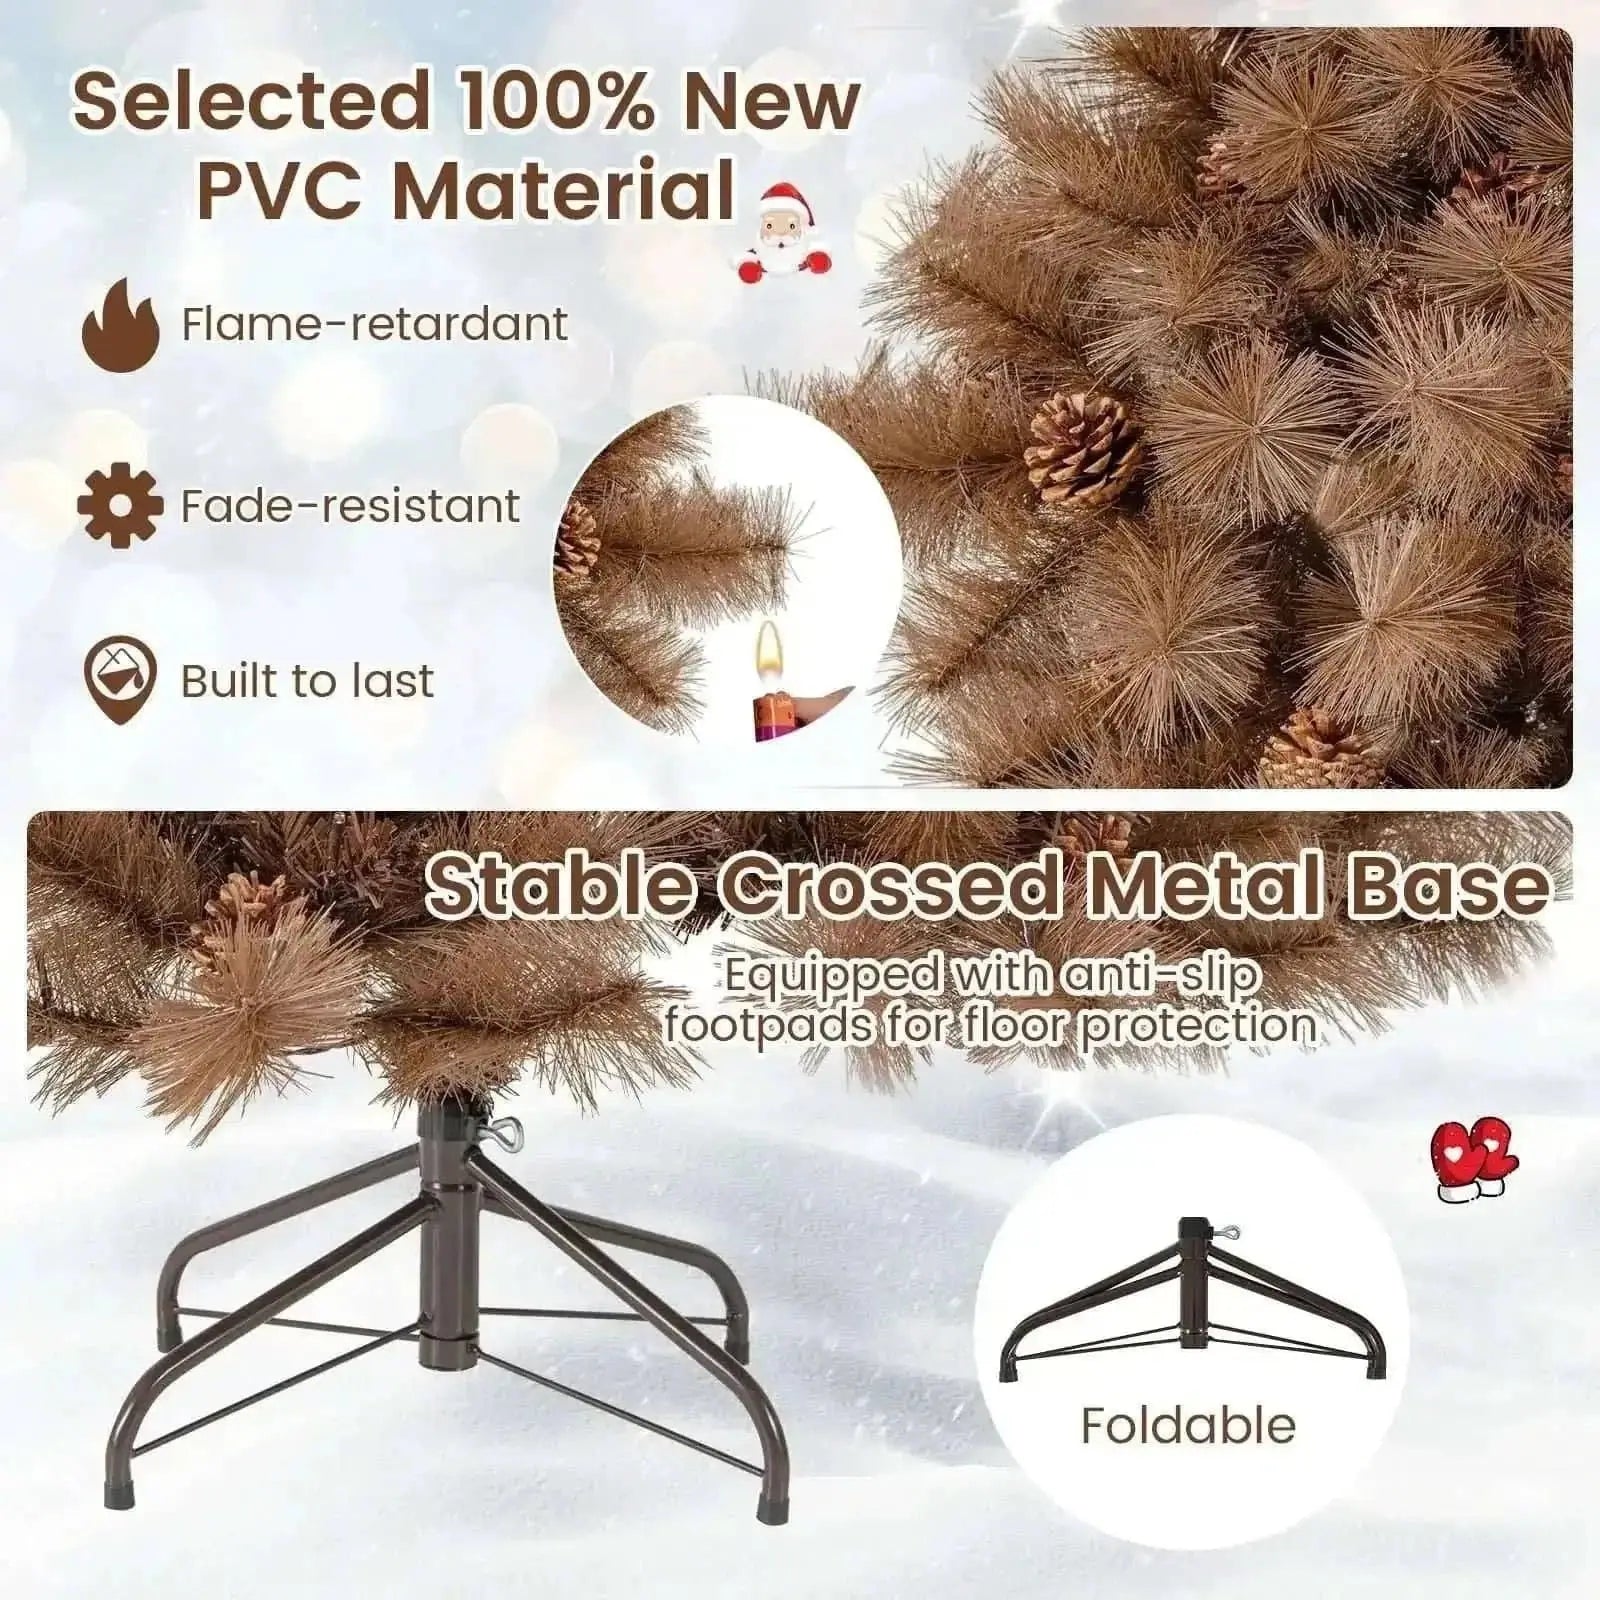 Selected 100% New
PVC Material
Flame-retardant
Fade-resistant
Built to last
Stable Crossed Metal Base
Equipped with anti-slip
footpads for floor protection
Foldable